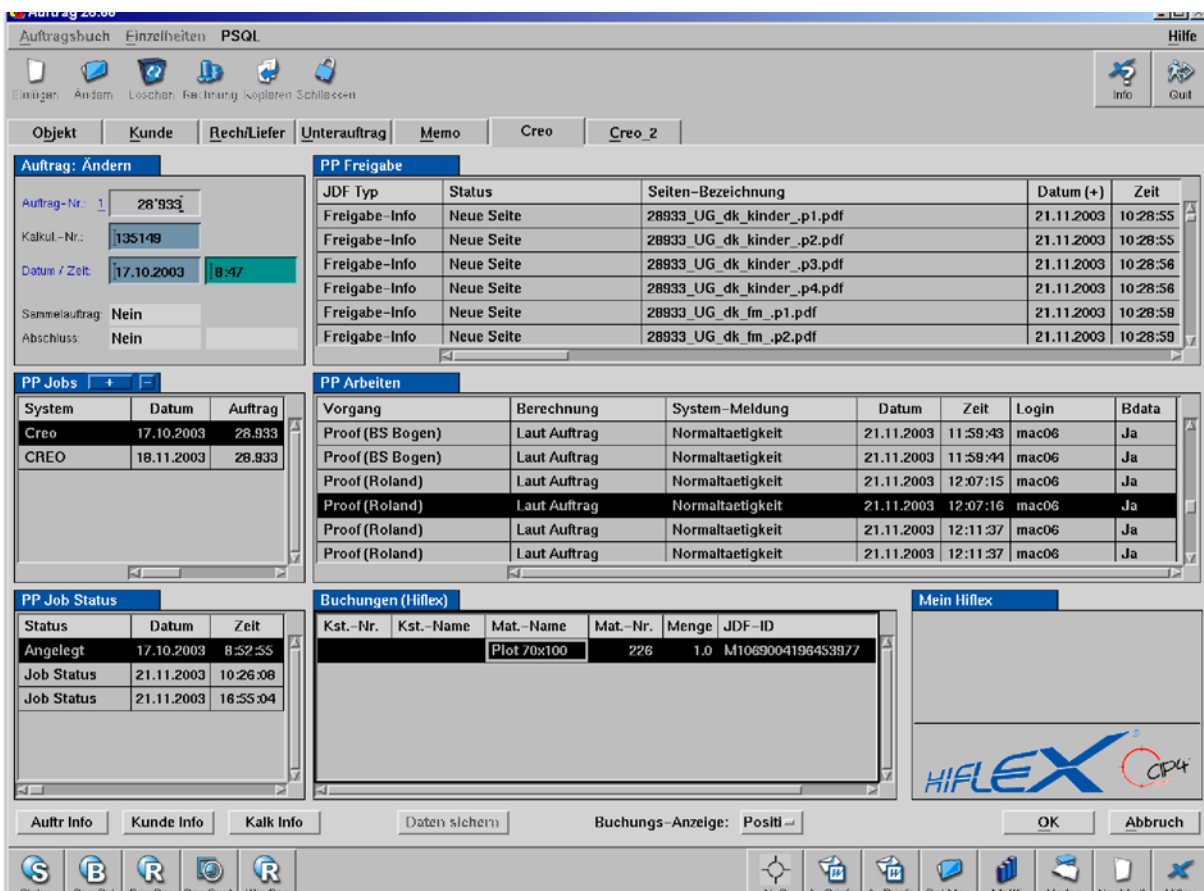 Auftragsbuch Einzelheiten PSQL Hilfe
Einfügen Ändern Löschen Rechnung Kopieren Schliessen Info Quit
Objekt Kunde Rech/Liefer Unterauftrag Memo Creo Creo_2
Auftrag: Ändern
Auftrag-Nr.: 1 28'933
Kalkul.-Nr.: 135149
Datum / Zeit: 17.10.2003 8:47
Sammelauftrag: Nein
Abschluss: Nein
PP Freigabe
JDF Typ Status Seiten-Bezeichnung Datum (+) Zeit
Freigabe-Info Neue Seite 28933_UG_dk_kinder_.p1.pdf 21.11.2003 10:28:55
Freigabe-Info Neue Seite 28933_UG_dk_kinder_.p2.pdf 21.11.2003 10:28:55
Freigabe-Info Neue Seite 28933_UG_dk_kinder_.p3.pdf 21.11.2003 10:28:56
Freigabe-Info Neue Seite 28933_UG_dk_kinder_.p4.pdf 21.11.2003 10:28:56
Freigabe-Info Neue Seite 28933_UG_dk_fm_.p1.pdf 21.11.2003 10:28:59
Freigabe-Info Neue Seite 28933_UG_dk_fm_.p2.pdf 21.11.2003 10:28:59
PP Jobs + -
System Datum Auftrag
Creo 17.10.2003 28.933
CREO 18.11.2003 28.933
PP Arbeiten
Vorgang Berechnung System-Meldung Datum Zeit Login Bdata
Proof (BS Bogen) Laut Auftrag Normaltaetigkeit 21.11.2003 11:59:43 mac06 Ja
Proof (BS Bogen) Laut Auftrag Normaltaetigkeit 21.11.2003 11:59:44 mac06 Ja
Proof (Roland) Laut Auftrag Normaltaetigkeit 21.11.2003 12:07:15 mac06 Ja
Proof (Roland) Laut Auftrag Normaltaetigkeit 21.11.2003 12:07:16 mac06 Ja
Proof (Roland) Laut Auftrag Normaltaetigkeit 21.11.2003 12:11:37 mac06 Ja
Proof (Roland) Laut Auftrag Normaltaetigkeit 21.11.2003 12:11:37 mac06 Ja
PP Job Status
Status Datum Zeit
Angelegt 17.10.2003 8:52:55
Job Status 21.11.2003 10:26:08
Job Status 21.11.2003 16:55:04
Buchungen (Hiflex)
Kst.-Nr. Kst.-Name Mat.-Name Mat.-Nr. Menge JDF-ID
Plot 70x100 226 1.0 M1069004196453977
Mein Hiflex
HIFLEX ® CIP4
Auftr Info Kunde Info Kalk Info Daten sichern Buchungs-Anzeige: Positi OK Abbruch